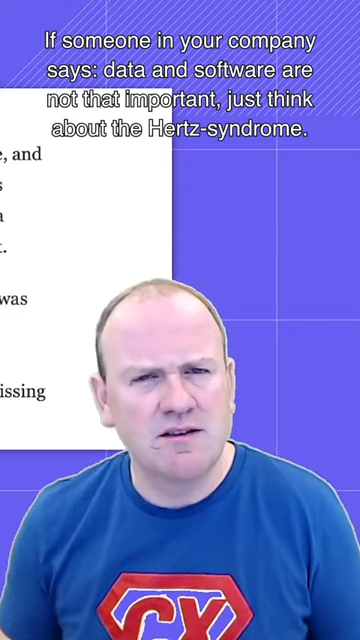 If someone in your company
says: data and software are
not that important, just think
about the Hertz-syndrome.
e, and
s
a
t.
was
issing
CX